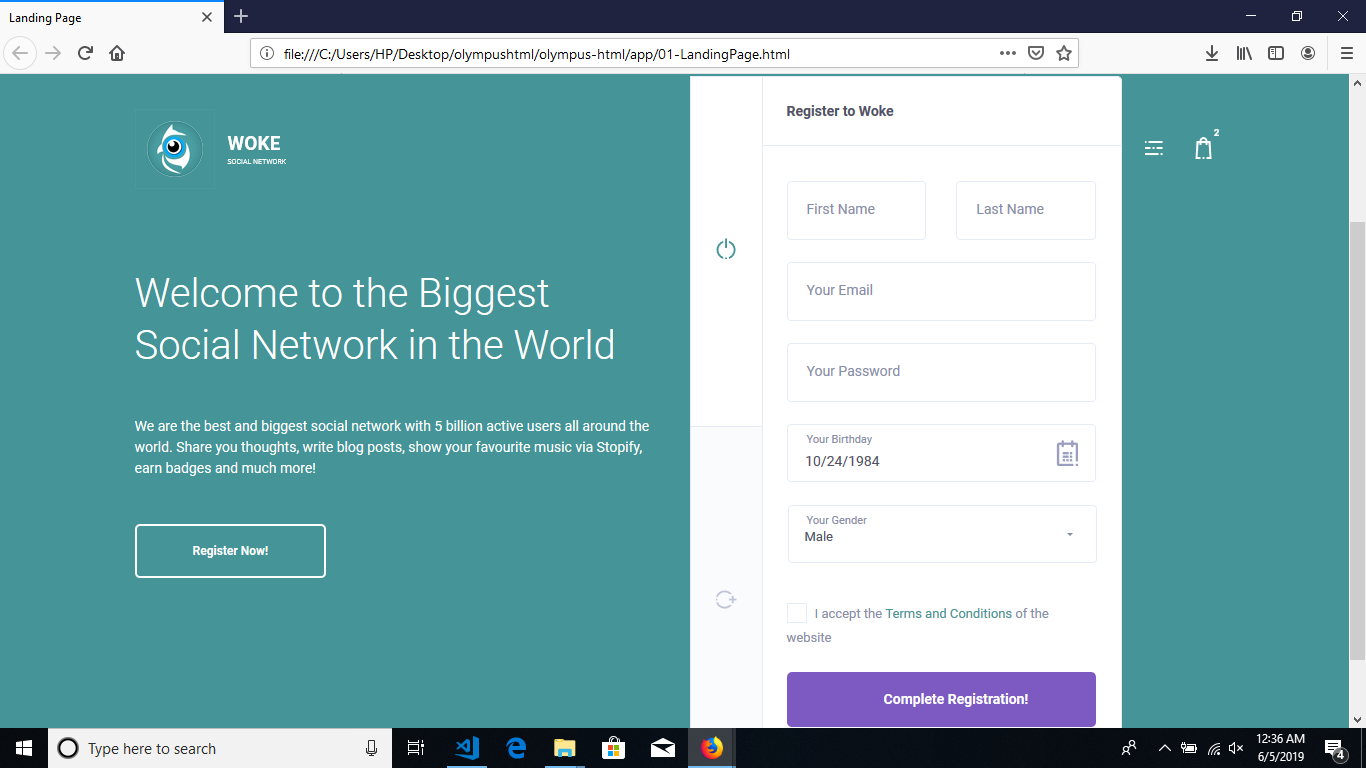 Landing Page
file:///C:/Users/HP/Desktop/olympushtml/olympus-html/app/01-LandingPage.html
WOKE
SOCIAL NETWORK
2
Welcome to the Biggest
Social Network in the World
We are the best and biggest social network with 5 billion active users all around the
world. Share you thoughts, write blog posts, show your favourite music via Stopify,
earn badges and much more!
Register Now!
Register to Woke
First Name
Last Name
Your Email
Your Password
Your Birthday
10/24/1984
Your Gender
Male
I accept the Terms and Conditions of the
website
Complete Registration!
Type here to search
12:36 AM
6/5/2019
4